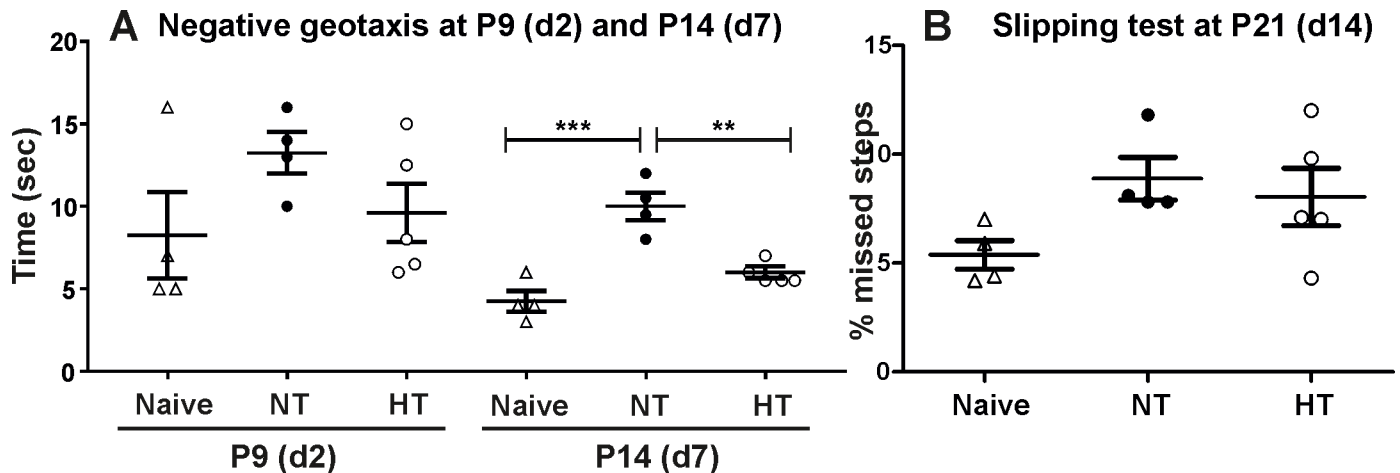 A Negative geotaxis at P9 (d2) and P14 (d7)
Time (sec)
20
15
10
5
0
*** **
Naive NT HT Naive NT HT
P9 (d2) P14 (d7)
B Slipping test at P21 (d14)
% missed steps
15
10
5
0
Naive NT HT